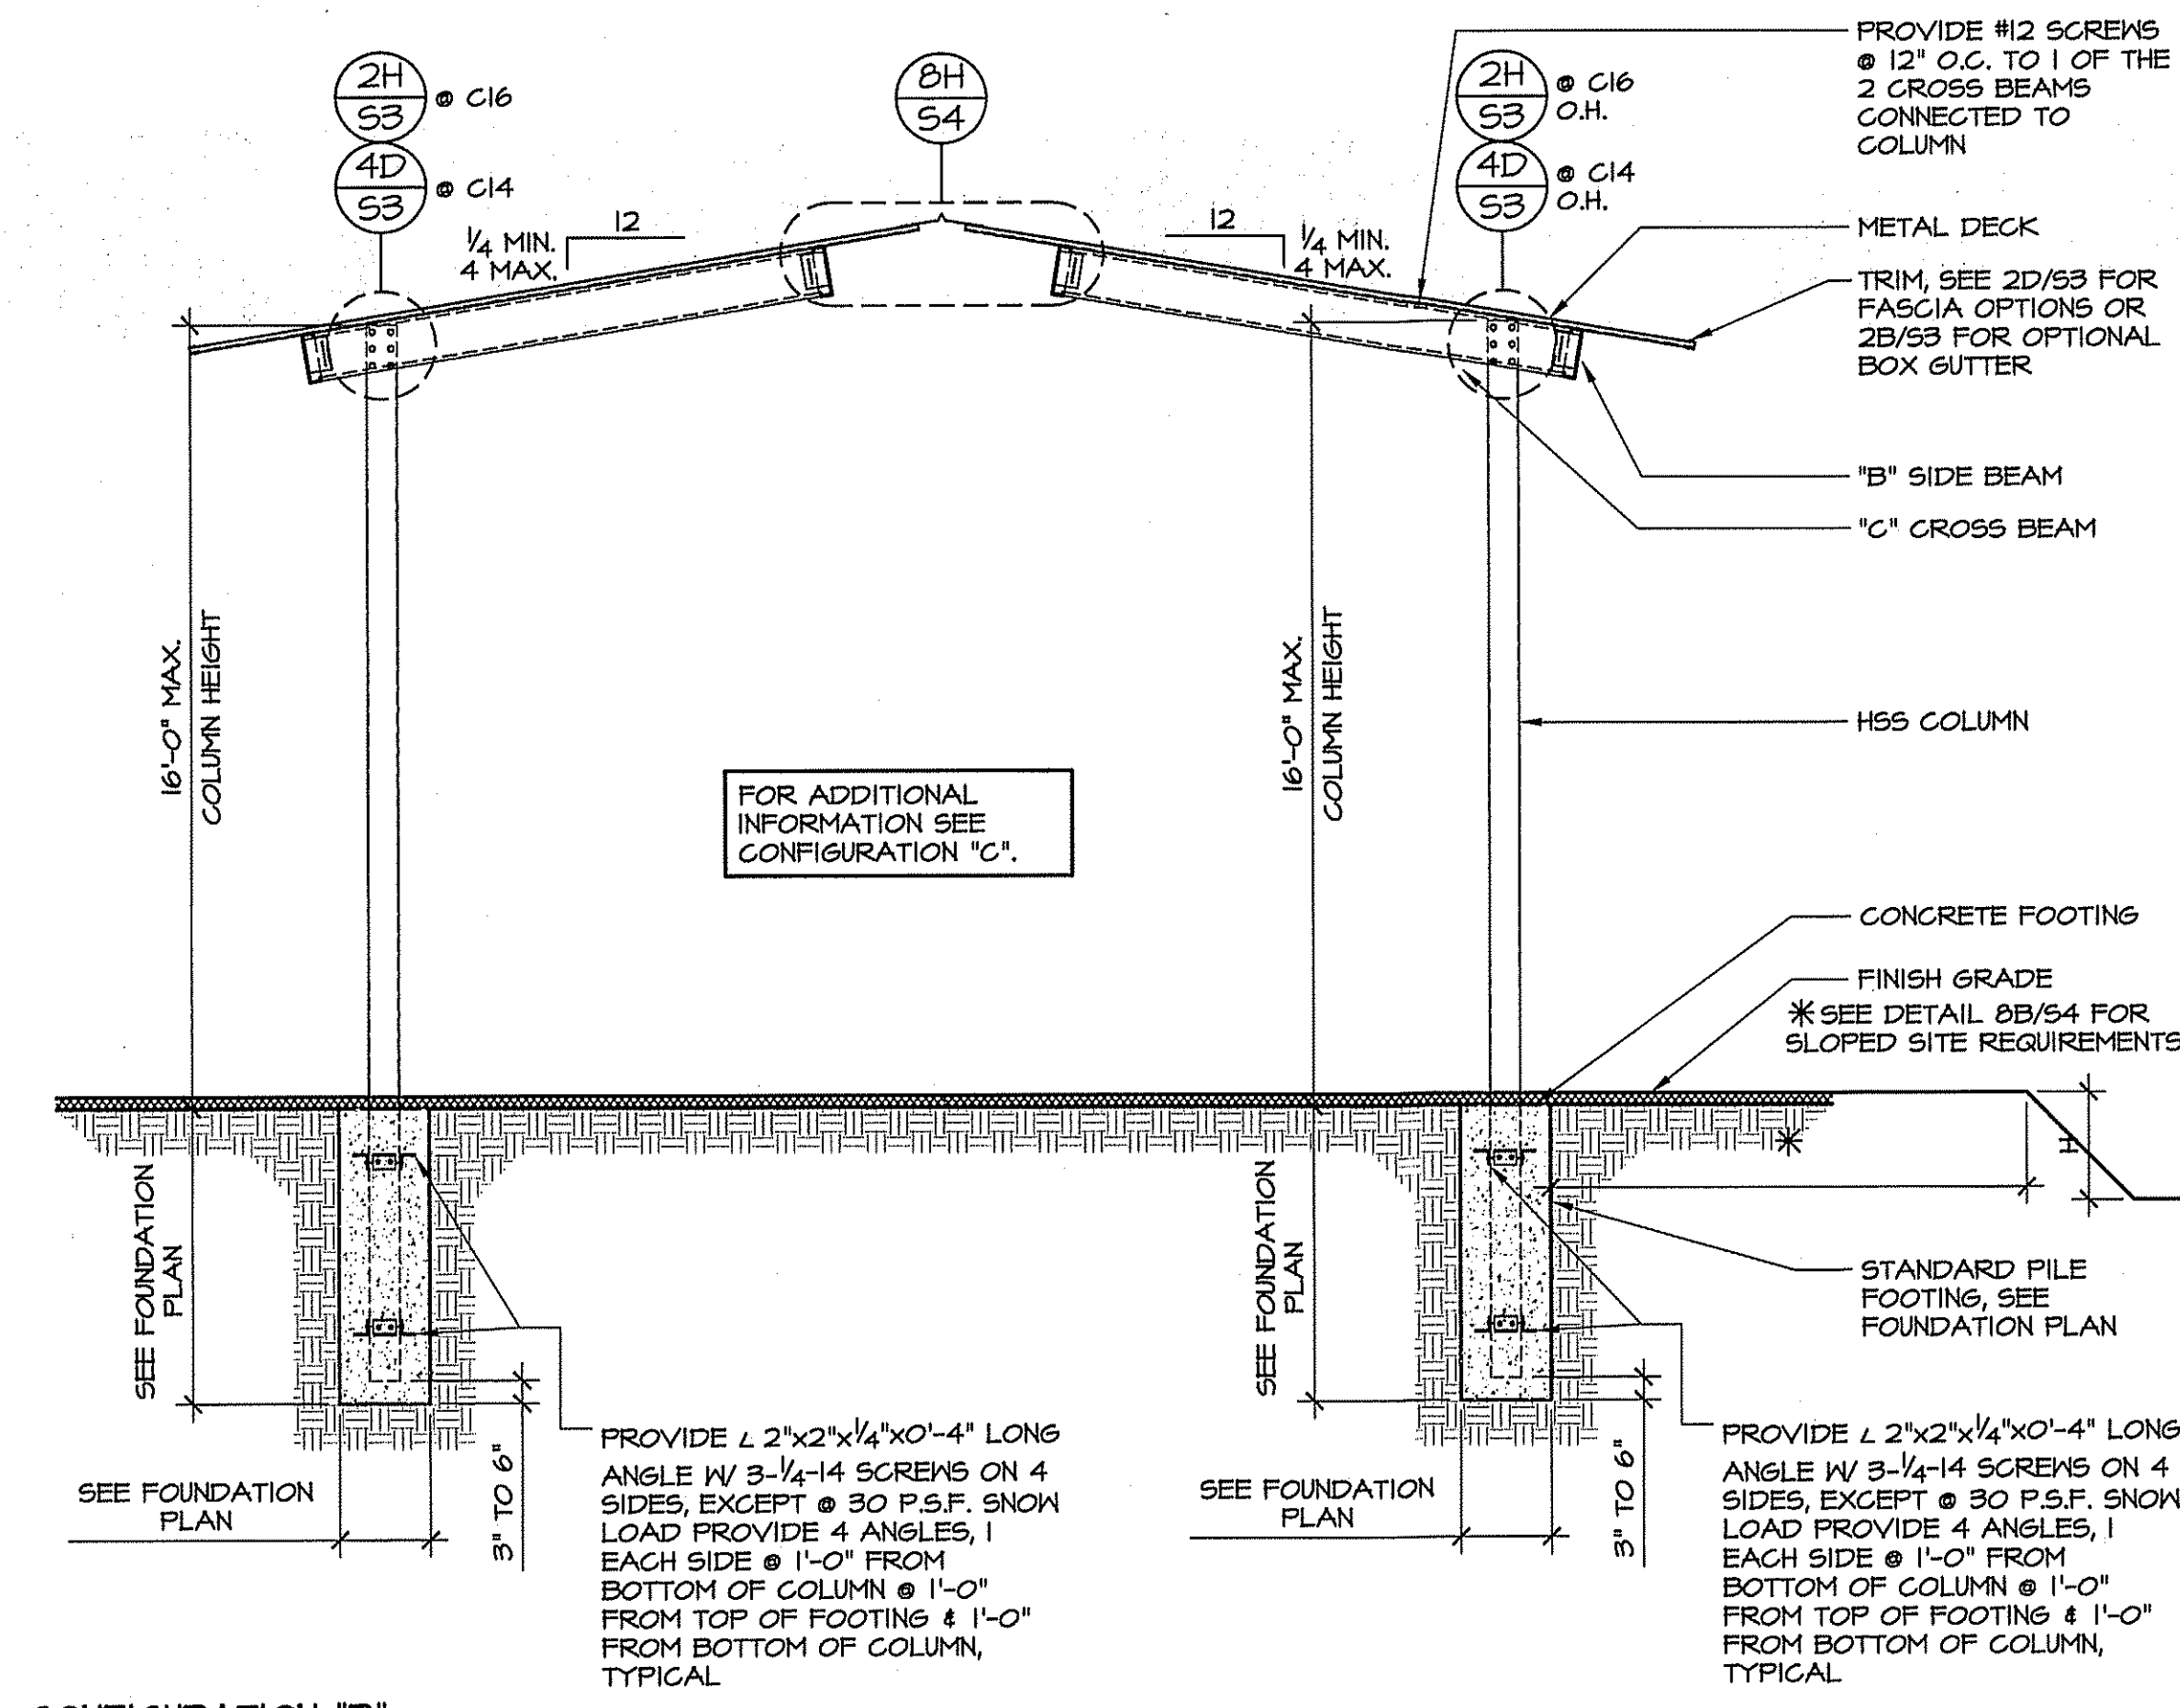 2H
S3
@ C16
4D
S3
@ C14
8H
S4
2H
S3
@ C16
O.H.
4D
S3
@ C14
O.H.
PROVIDE #12 SCREWS
@ 12" O.C. TO 1 OF THE
2 CROSS BEAMS
CONNECTED TO
COLUMN
12
1/4 MIN.
4 MAX.
12
1/4 MIN.
4 MAX.
METAL DECK
TRIM, SEE 2D/S3 FOR
FASCIA OPTIONS OR
2B/S3 FOR OPTIONAL
BOX GUTTER
"B" SIDE BEAM
"C" CROSS BEAM
16'-0" MAX.
COLUMN HEIGHT
16'-0" MAX.
COLUMN HEIGHT
HSS COLUMN
FOR ADDITIONAL
INFORMATION SEE
CONFIGURATION "C".
CONCRETE FOOTING
FINISH GRADE
* SEE DETAIL 8B/S4 FOR
SLOPED SITE REQUIREMENTS
*
H
SEE FOUNDATION
PLAN
SEE FOUNDATION
PLAN
STANDARD PILE
FOOTING, SEE
FOUNDATION PLAN
SEE FOUNDATION
PLAN
3" TO 6"
PROVIDE ∠ 2"x2"x1/4"x0'-4" LONG
ANGLE W/ 3-1/4-14 SCREWS ON 4
SIDES, EXCEPT @ 30 P.S.F. SNOW
LOAD PROVIDE 4 ANGLES, 1
EACH SIDE @ 1'-0" FROM
BOTTOM OF COLUMN @ 1'-0"
FROM TOP OF FOOTING & 1'-0"
FROM BOTTOM OF COLUMN,
TYPICAL
SEE FOUNDATION
PLAN
3" TO 6"
PROVIDE ∠ 2"x2"x1/4"x0'-4" LONG
ANGLE W/ 3-1/4-14 SCREWS ON 4
SIDES, EXCEPT @ 30 P.S.F. SNOW
LOAD PROVIDE 4 ANGLES, 1
EACH SIDE @ 1'-0" FROM
BOTTOM OF COLUMN @ 1'-0"
FROM TOP OF FOOTING & 1'-0"
FROM BOTTOM OF COLUMN,
TYPICAL